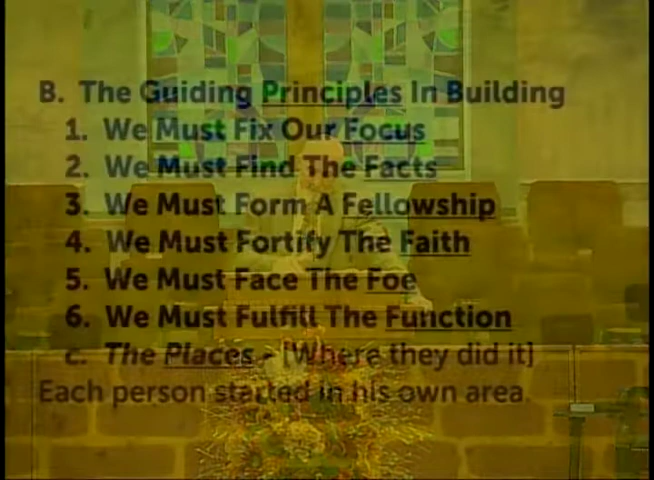 B. The Guiding Principles In Building
1. We Must Fix Our Focus
2. We Must Find The Facts
3. We Must Form A Fellowship
4. We Must Fortify The Faith
5. We Must Face The Foe
6. We Must Fulfill The Function
c. The Places - [Where they did it]
Each person started in his own area.